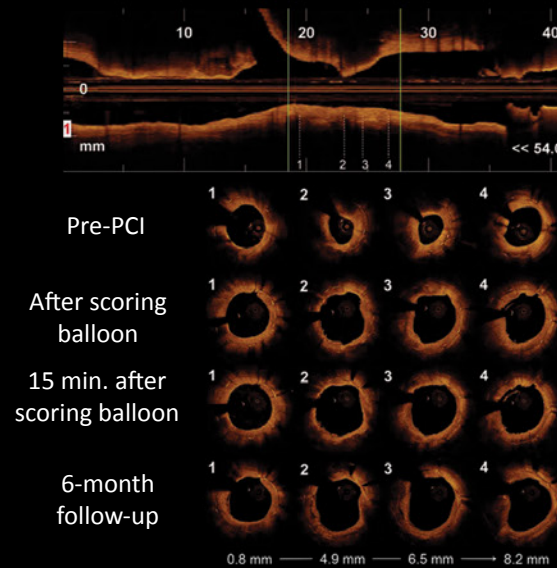 10 20 30 40
0
1
mm
<< 54.0
1 2 3 4
Pre-PCI
1 2 3 4
After scoring
balloon
1 2 3 4
15 min. after
scoring balloon
1 2 3 4
6-month
follow-up
1 2 3 4
0.8 mm 4.9 mm 6.5 mm 8.2 mm